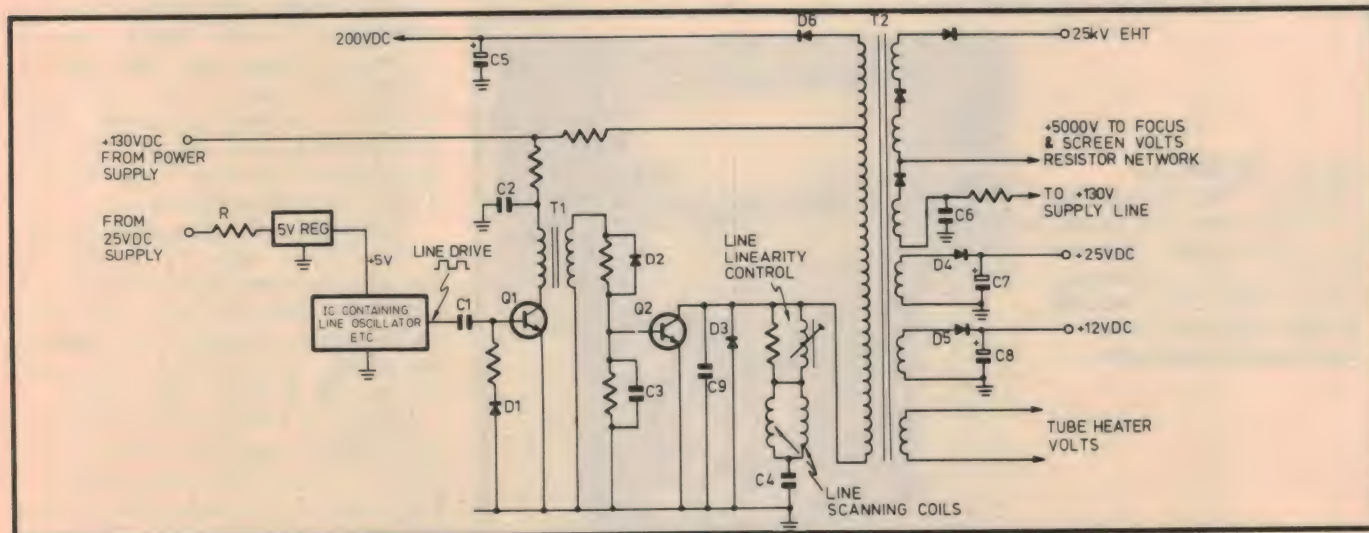 200VDC
C5
D6
T2
25kV EHT
+130VDC
FROM POWER
SUPPLY
+5000V TO FOCUS
& SCREEN VOLTS
RESISTOR NETWORK
C2
T1
TO +130V
SUPPLY LINE
C6
FROM
25VDC
SUPPLY
R
5V REG
+5V
LINE DRIVE
D2
LINE
LINEARITY
CONTROL
D4
+25VDC
C7
IC CONTAINING
LINE OSCILLATOR
ETC
C1
Q1
Q2
D3
C9
D5
+12VDC
C8
D1
C3
C4
LINE
SCANNING COILS
TUBE HEATER
VOLTS